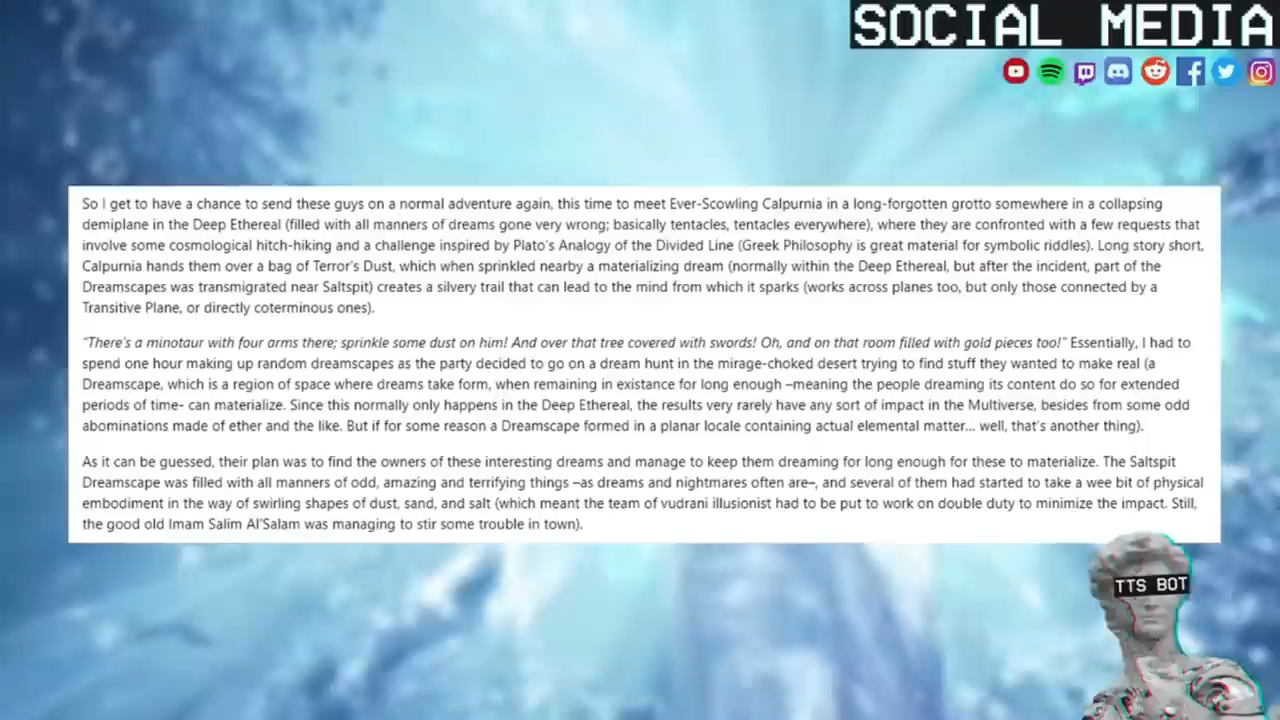 SOCIAL MEDIA
So I get to have a chance to send these guys on a normal adventure again, this time to meet Ever-Scowling Calpurnia in a long-forgotten grotto somewhere in a collapsing
demiplane in the Deep Ethereal (filled with all manners of dreams gone very wrong; basically tentacles, tentacles everywhere), where they are confronted with a few requests that
involve some cosmological hitch-hiking and a challenge inspired by Plato's Analogy of the Divided Line (Greek Philosophy is great material for symbolic riddles). Long story short,
Calpurnia hands them over a bag of Terror's Dust, which when sprinkled nearby a materializing dream (normally within the Deep Ethereal, but after the incident, part of the
Dreamscapes was transmigrated near Saltspit) creates a silvery trail that can lead to the mind from which it sparks (works across planes too, but only those connected by a
Transitive Plane, or directly coterminous ones).
"There's a minotaur with four arms there; sprinkle some dust on him! And over that tree covered with swords! Oh, and on that room filled with gold pieces too!" Essentially, I had to
spend one hour making up random dreamscapes as the party decided to go on a dream hunt in the mirage-choked desert trying to find stuff they wanted to make real (a
Dreamscape, which is a region of space where dreams take form, when remaining in existance for long enough –meaning the people dreaming its content do so for extended
periods of time- can materialize. Since this normally only happens in the Deep Ethereal, the results very rarely have any sort of impact in the Multiverse, besides from some odd
abominations made of ether and the like. But if for some reason a Dreamscape formed in a planar locale containing actual elemental matter... well, that's another thing).
As it can be guessed, their plan was to find the owners of these interesting dreams and manage to keep them dreaming for long enough for these to materialize. The Saltspit
Dreamscape was filled with all manners of odd, amazing and terrifying things –as dreams and nightmares often are–, and several of them had started to take a wee bit of physical
embodiment in the way of swirling shapes of dust, sand, and salt (which meant the team of vudrani illusionist had to be put to work on double duty to minimize the impact. Still,
the good old Imam Salim Al'Salam was managing to stir some trouble in town).
TTS BOT